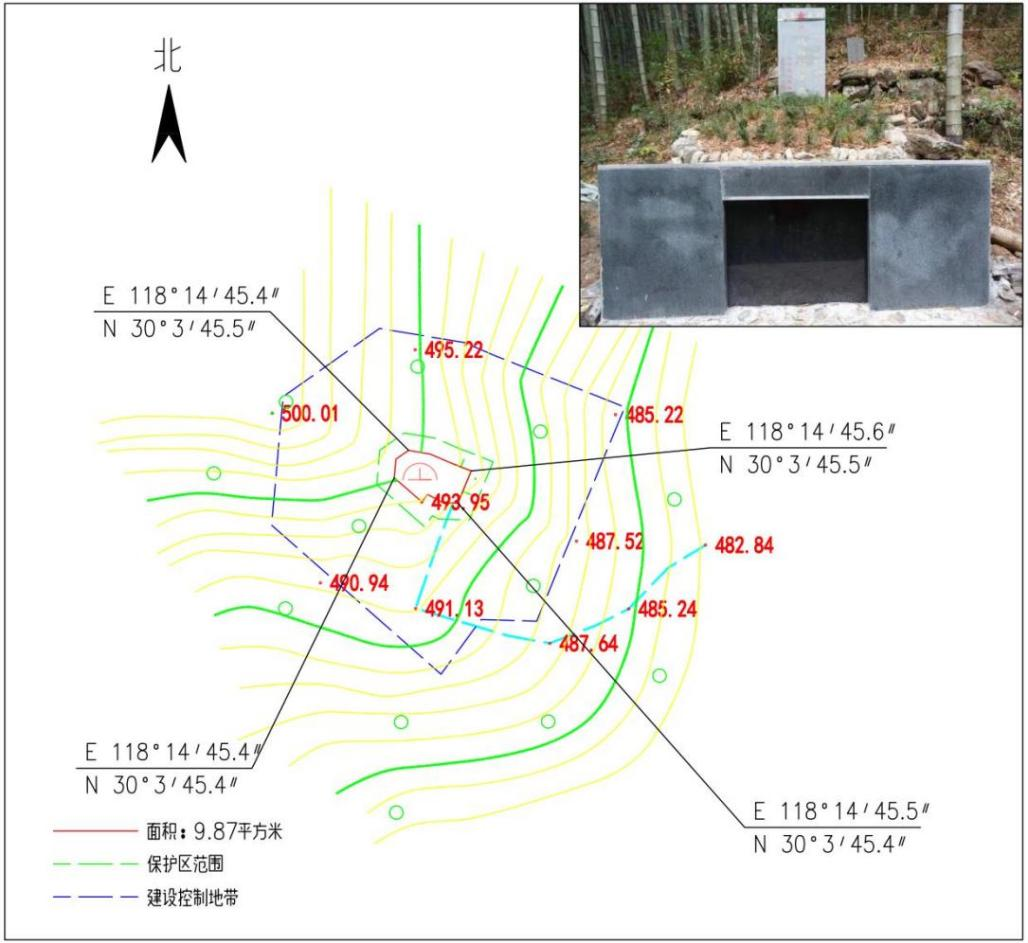 北
E 118°14′45.4″
N 30°3′45.5″
495.22
500.01
485.22
E 118°14′45.6″
N 30°3′45.5″
493.95
487.52
482.84
490.94
491.13
485.24
487.64
E 118°14′45.4″
N 30°3′45.4″
E 118°14′45.5″
N 30°3′45.4″
面积：9.87平方米
保护区范围
建设控制地带